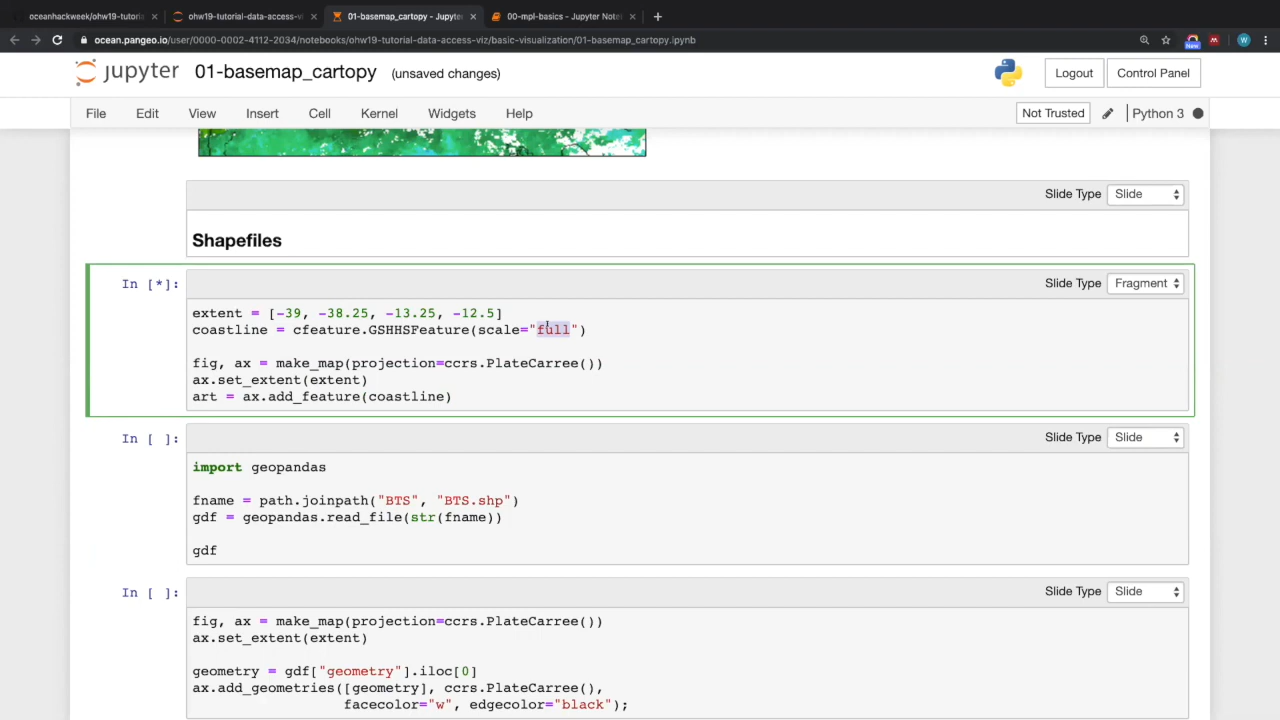 oceanhackweek/ohw19-tutoria
ohw19-tutorial-data-access-vi
01-basemap_cartopy - Jupyte
00-mpl-basics - Jupyter Note
ocean.pangeo.io/user/0000-0002-4112-2034/notebooks/ohw19-tutorial-data-access-viz/basic-visualization/01-basemap_cartopy.ipynb
New
W
jupyter 01-basemap_cartopy (unsaved changes)
Logout Control Panel
File Edit View Insert Cell Kernel Widgets Help
Not Trusted Python 3
Slide Type Slide
Shapefiles
In [*]: Slide Type Fragment
extent = [-39, -38.25, -13.25, -12.5]
coastline = cfeature.GSHHSFeature(scale="full")
fig, ax = make_map(projection=ccrs.PlateCarree())
ax.set_extent(extent)
art = ax.add_feature(coastline)
In [ ]: Slide Type Slide
import geopandas
fname = path.joinpath("BTS", "BTS.shp")
gdf = geopandas.read_file(str(fname))
gdf
In [ ]: Slide Type Slide
fig, ax = make_map(projection=ccrs.PlateCarree())
ax.set_extent(extent)
geometry = gdf["geometry"].iloc[0]
ax.add_geometries([geometry], ccrs.PlateCarree(),
facecolor="w", edgecolor="black");